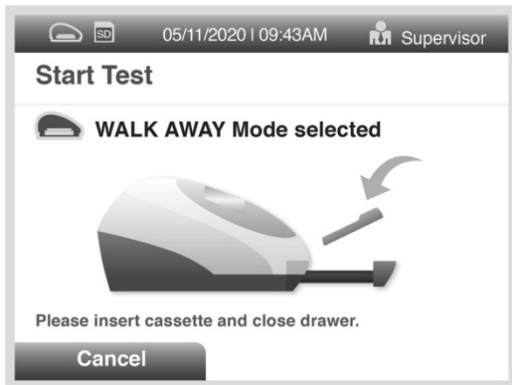 SD 05/11/2020 | 09:43AM Supervisor
Start Test
WALK AWAY Mode selected
Please insert cassette and close drawer.
Cancel